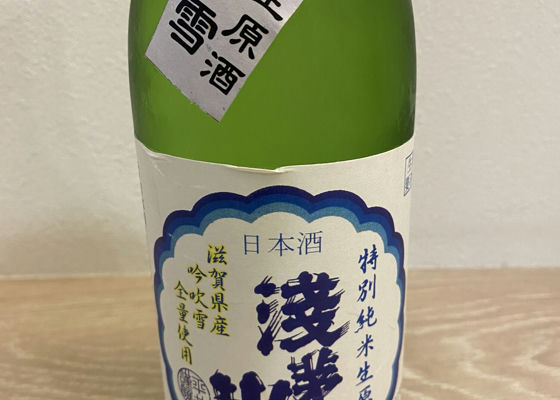 生原酒
雪
日本酒
特別純米生原
滋賀県産
吟吹雪
全量使用
淺